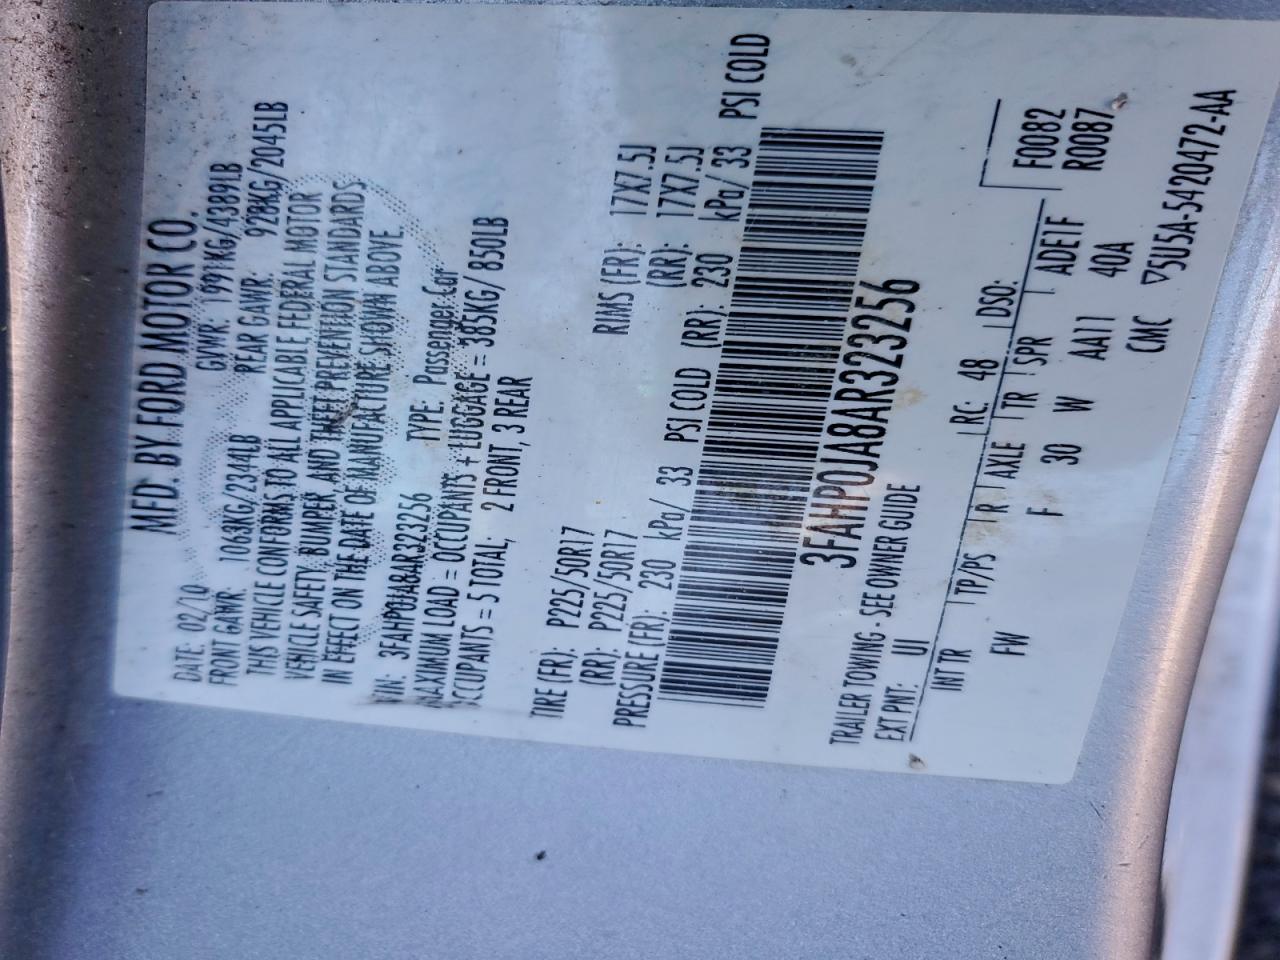 MFD. BY FORD MOTOR CO.
DATE: 02/10 GVWR: 1991KG/4389LB
FRONT GAWR: 1063KG/2344LB REAR GAWR: 928KG/2045LB
THIS VEHICLE CONFORMS TO ALL APPLICABLE FEDERAL MOTOR
VEHICLE SAFETY, BUMPER, AND THEFT PREVENTION STANDARDS
IN EFFECT ON THE DATE OF MANUFACTURE SHOWN ABOVE.
VIN: 3FAHP0JA8AR323256 TYPE: Passenger Car
MAXIMUM LOAD = OCCUPANTS + LUGGAGE = 385KG/ 850LB
OCCUPANTS = 5 TOTAL, 2 FRONT, 3 REAR
TIRE (FR): P225/50R17 RIMS (FR): 17X7.5J
(RR): P225/50R17 (RR): 17X7.5J
PRESSURE (FR): 230 kPa/ 33 PSI COLD (RR): 230 kPa/ 33 PSI COLD
3FAHP0JA8AR323256
TRAILER TOWING - SEE OWNER GUIDE
EXT PNT: UI RC: 48 DSO: F0082
INT TR TP/PS R AXLE TR SPR ADE1F R0087
FW F 30 W AA11 40A
CMC ▽5U5A-5420472-AA